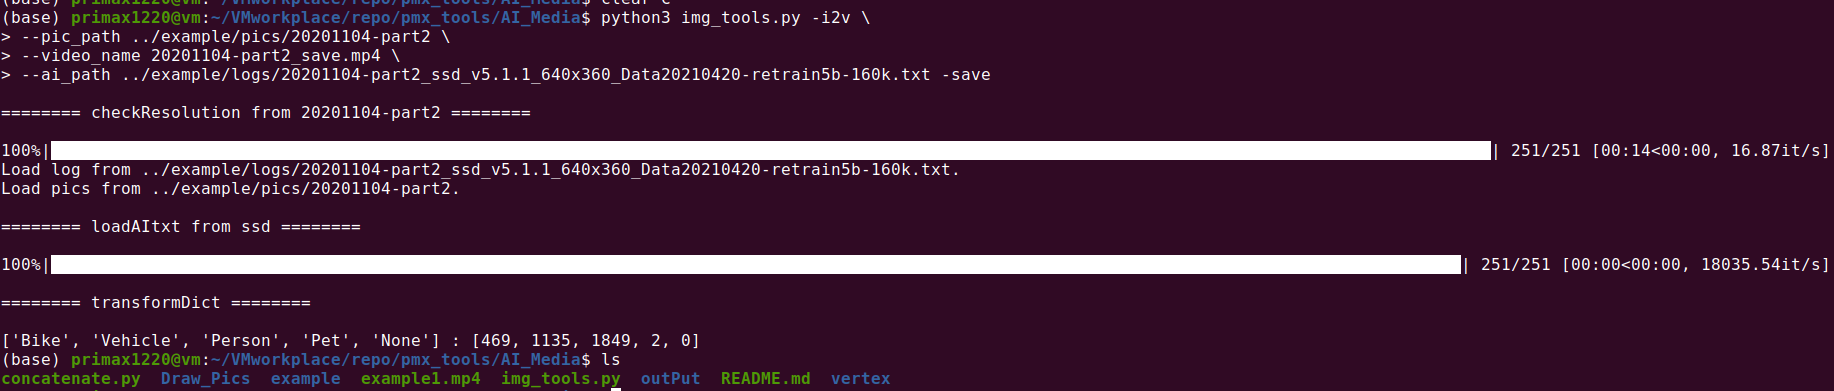 (base) primax1220@vm:~/VMworkplace/repo/pmx_tools/AI_Media$ clear c
(base) primax1220@vm:~/VMworkplace/repo/pmx_tools/AI_Media$ python3 img_tools.py -i2v \
> --pic_path ../example/pics/20201104-part2 \
> --video_name 20201104-part2_save.mp4 \
> --ai_path ../example/logs/20201104-part2_ssd_v5.1.1_640x360_Data20210420-retrain5b-160k.txt -save
======== checkResolution from 20201104-part2 ========
100%| | 251/251 [00:14<00:00, 16.87it/s]
Load log from ../example/logs/20201104-part2_ssd_v5.1.1_640x360_Data20210420-retrain5b-160k.txt.
Load pics from ../example/pics/20201104-part2.
======== loadAItxt from ssd ========
100%| | 251/251 [00:00<00:00, 18035.54it/s]
======== transformDict ========
['Bike', 'Vehicle', 'Person', 'Pet', 'None'] : [469, 1135, 1849, 2, 0]
(base) primax1220@vm:~/VMworkplace/repo/pmx_tools/AI_Media$ ls
concatenate.py Draw_Pics example example1.mp4 img_tools.py outPut README.md vertex